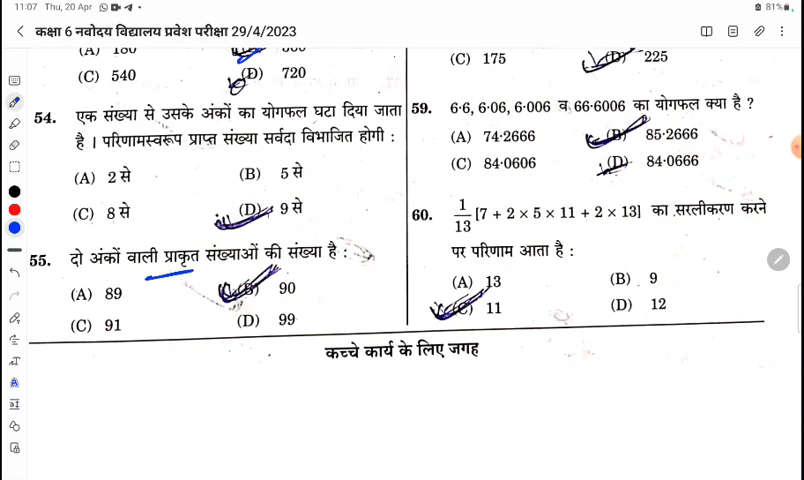 11:07 Thu, 20 Apr
81%
कक्षा 6 नवोदय विद्यालय प्रवेश परीक्षा 29/4/2023
(A) 180
(C) 540
(D) 720
54. एक संख्या से उसके अंकों का योगफल घटा दिया जाता
है । परिणामस्वरूप प्राप्त संख्या सर्वदा विभाजित होगी :
(A) 2 से
(B) 5 से
(C) 8 से
(D) 9 से
55. दो अंकों वाली प्राकृत संख्याओं की संख्या है :
(A) 89
(B) 90
(C) 91
(D) 99
(C) 175
(D) 225
59. 6·6, 6·06, 6·006 व 66·6006 का योगफल क्या है ?
(A) 74·2666
(B) 85·2666
(C) 84·0606
(D) 84·0666
60. 1/13 [7 + 2 × 5 × 11 + 2 × 13] का सरलीकरण करने
पर परिणाम आता है :
(A) 13
(B) 9
(C) 11
(D) 12
कच्चे कार्य के लिए जगह